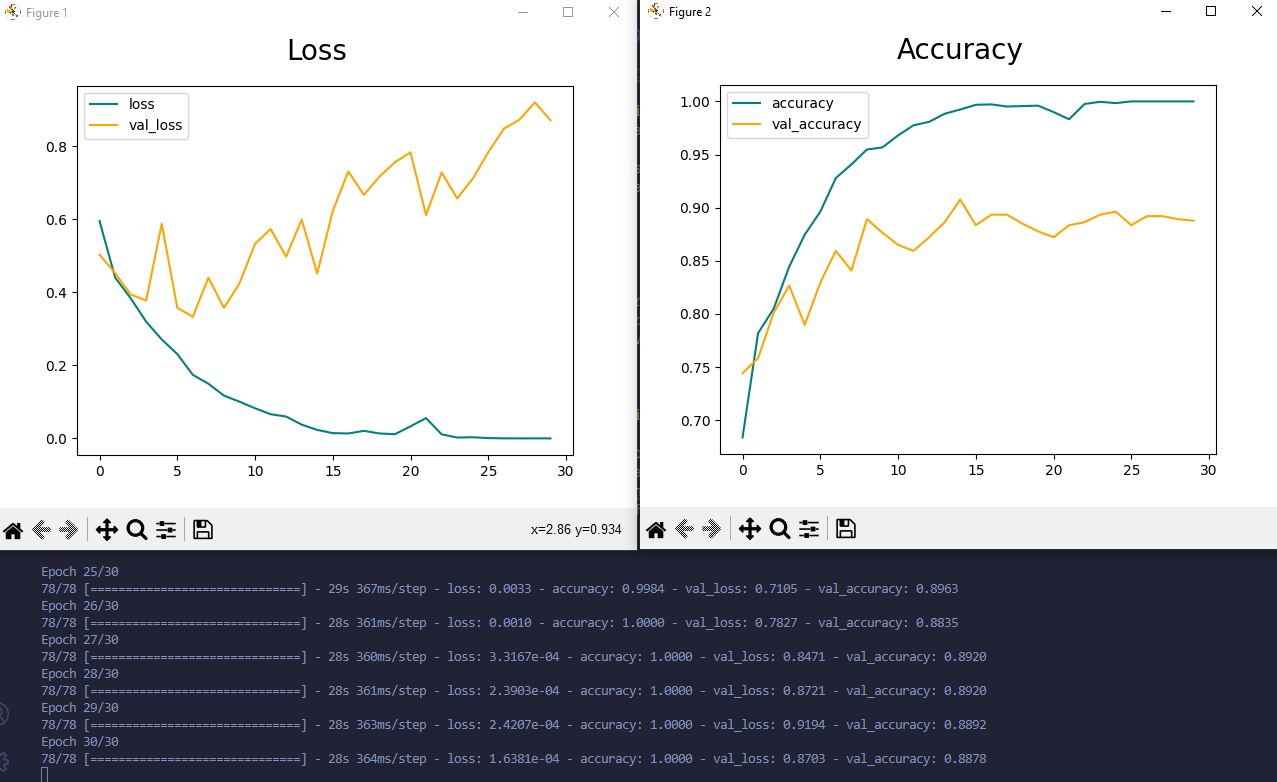 Figure 1
Loss
loss
val_loss
0.8
0.6
0.4
0.2
0.0
0 5 10 15 20 25 30
x=2.86 y=0.934
Figure 2
Accuracy
accuracy
val_accuracy
1.00
0.95
0.90
0.85
0.80
0.75
0.70
0 5 10 15 20 25 30
Epoch 25/30
78/78 [==============================] - 29s 367ms/step - loss: 0.0033 - accuracy: 0.9984 - val_loss: 0.7105 - val_accuracy: 0.8963
Epoch 26/30
78/78 [==============================] - 28s 361ms/step - loss: 0.0010 - accuracy: 1.0000 - val_loss: 0.7827 - val_accuracy: 0.8835
Epoch 27/30
78/78 [==============================] - 28s 360ms/step - loss: 3.3167e-04 - accuracy: 1.0000 - val_loss: 0.8471 - val_accuracy: 0.8920
Epoch 28/30
78/78 [==============================] - 28s 361ms/step - loss: 2.3903e-04 - accuracy: 1.0000 - val_loss: 0.8721 - val_accuracy: 0.8920
Epoch 29/30
78/78 [==============================] - 28s 363ms/step - loss: 2.4207e-04 - accuracy: 1.0000 - val_loss: 0.9194 - val_accuracy: 0.8892
Epoch 30/30
78/78 [==============================] - 28s 364ms/step - loss: 1.6381e-04 - accuracy: 1.0000 - val_loss: 0.8703 - val_accuracy: 0.8878